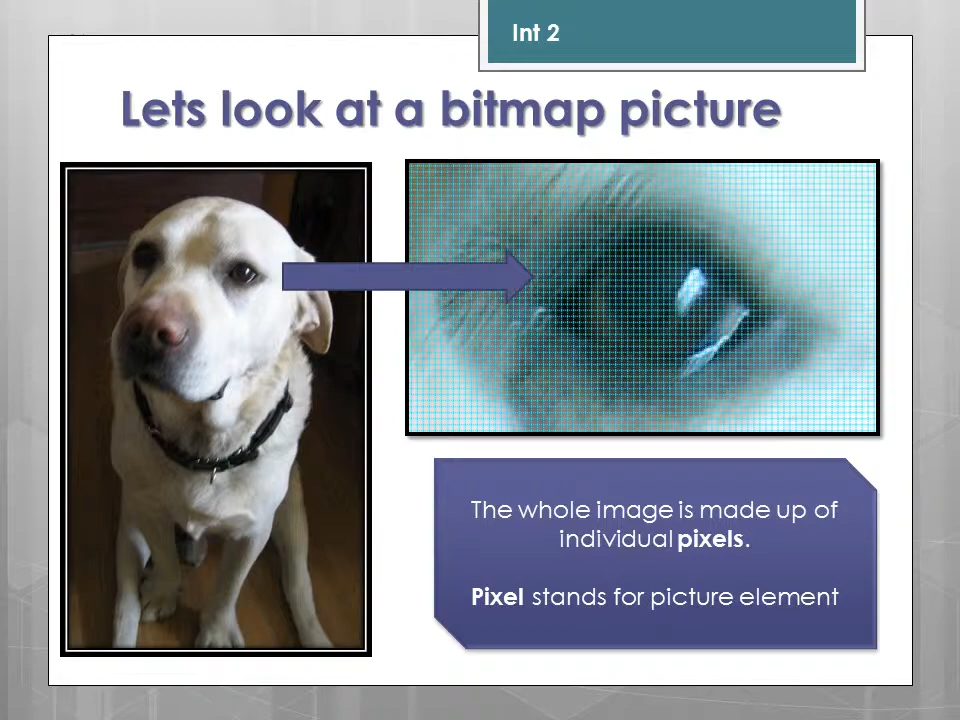 Int 2
Lets look at a bitmap picture
The whole image is made up of
individual pixels.
Pixel stands for picture element